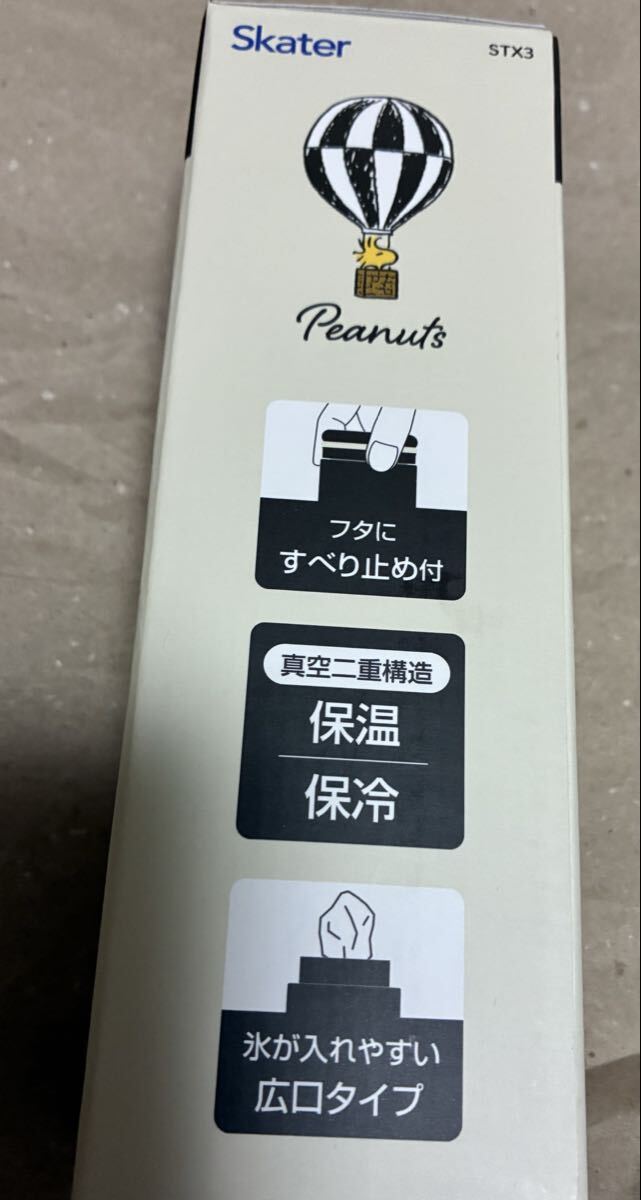 Skater
STX3
Peanuts
フタに
すべり止め付
真空二重構造
保温
保冷
氷が入れやすい
広口タイプ